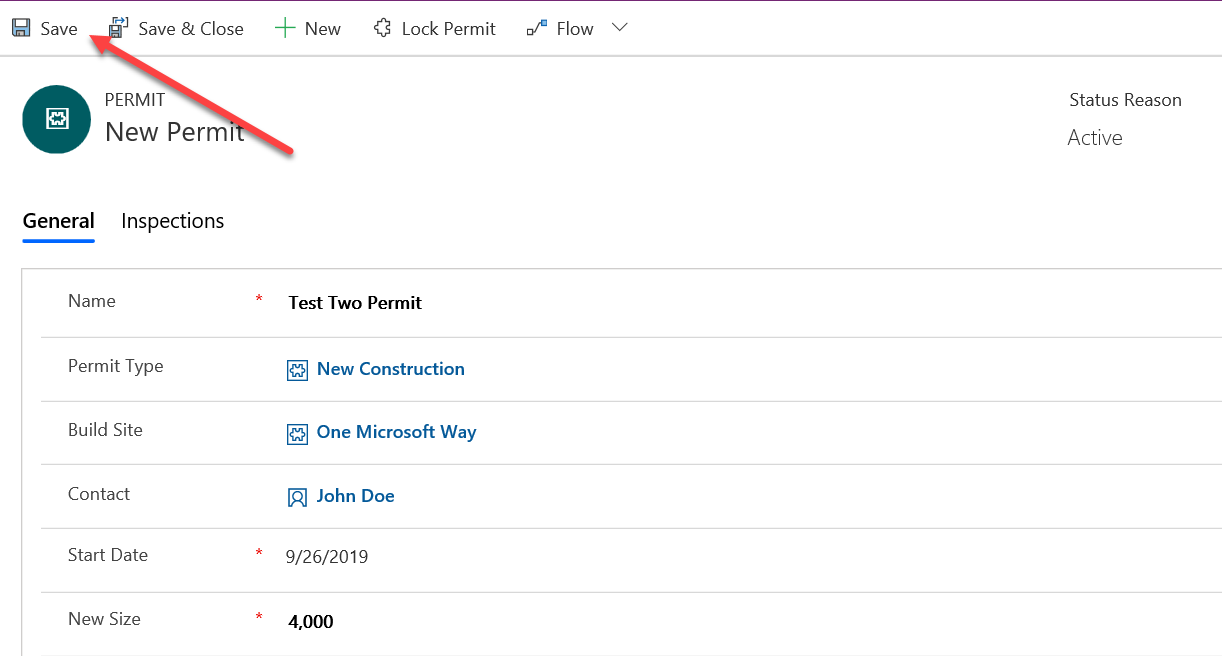 Save Save & Close New Lock Permit Flow
PERMIT
New Permit
Status Reason
Active
General Inspections
Name * Test Two Permit
Permit Type New Construction
Build Site One Microsoft Way
Contact John Doe
Start Date * 9/26/2019
New Size * 4,000